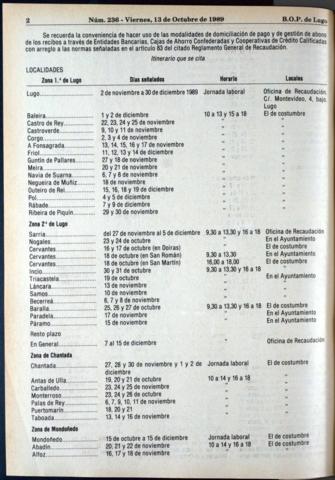 2 Núm. 236 - Viernes, 13 de Octubre de 1989 B.O.P. de Lugo
Se recuerda la conveniencia de hacer uso de las modalidades de domiciliación de pago y de gestión de abono
de los recibos a través de Entidades Bancarias, Cajas de Ahorro Confederadas y Cooperativas de Crédito Calificadas
con arreglo a las normas señaladas en el artículo 83 del citado Reglamento General de Recaudación.
Itinerario que se cita
LOCALIDADES
Zona 1.ª de Lugo Días señalados Horario Locales
Lugo 2 de noviembre a 30 de diciembre 1989 Jornada laboral Oficina de Recaudación,
C/. Montevideo, 4, bajo,
Lugo
Baleira 1 y 2 de diciembre 10 a 13 y 15 a 18 El de costumbre
Castro de Rey 22, 23, 24 y 25 de noviembre " "
Castroverde 9, 10 y 11 de noviembre " "
Corgo 2, 3 y 4 de noviembre " "
A Fonsagrada 13, 14, 15, 16 y 17 de noviembre " "
Friol 11, 12, 13 y 14 de diciembre " "
Guntín de Pallares 27 y 18 de noviembre " "
Meira 20 y 21 de noviembre " "
Navia de Suarna 6, 7 y 8 de noviembre " "
Negueira de Muñiz 18 de noviembre " "
Outeiro de Rei 15, 16, 18 y 19 de diciembre " "
Pol 4 y 5 de diciembre " "
Rábade 7 y 9 de diciembre " "
Ribeira de Piquín 29 y 30 de noviembre " "
Zona 2ª de Lugo
Sarria del 27 de noviembre al 5 de diciembre 9,30 a 13,30 y 16 a 18 Oficina de Recaudación
Nogales 23 y 24 de octubre " En el Ayuntamiento
Cervantes 16 y 17 de octubre (en Doiras) " El de costumbre
Cervantes 18 de octubre (en San Román) 9,30 a 13.30 En el Ayuntamiento
Cervantes 18 de octubre (en San Martín) 16,00 a 18,00 El de costumbre
Incio 30 y 31 de octubre 9,30 a 13,30 y 16 a 18 "
Triacastela 19 de octubre " En el Ayuntamiento
Láncara 13 de noviembre " "
Samos 10 de noviembre " "
Becerreá 6, 7 y 8 de noviembre " "
Baralla 25, 26 y 27 de octubre 9,30 a 13,30 y 16 a 18 El de costumbre
Paradela 17 de noviembre " En el Ayuntamiento
Páramo 15 de noviembre " En el Ayuntamiento
Resto plazo
En General 7 al 15 de diciembre " Oficina de Recaudación
Zona de Chantada
Chantada 27, 28 y 30 de noviembre y 1 y 2 de Jornada laboral El de costumbre
diciembre
Antas de Ulla 19, 20 y 21 de octubre 10 a 14 y 16 a 18 "
Carballedo 23, 24 y 25 de noviembre " "
Monterroso 23, 24 y 26 de octubre " "
Palas de Rey 6, 7, 9, 10, 11 de noviembre " "
Puertomarín 18, 20 y 21 " "
Taboada 13, 14 y 16 de noviembre " "
Zona de Mondoñedo
Mondoñedo 15 de octubre a 15 de diciembre Jornada laboral El de costumbre
Abadín 20, 21 y 22 de noviembre 10 a 14 y 16 a 18 El de costumbre
Alfoz 16, 17 y 18 de noviembre " "